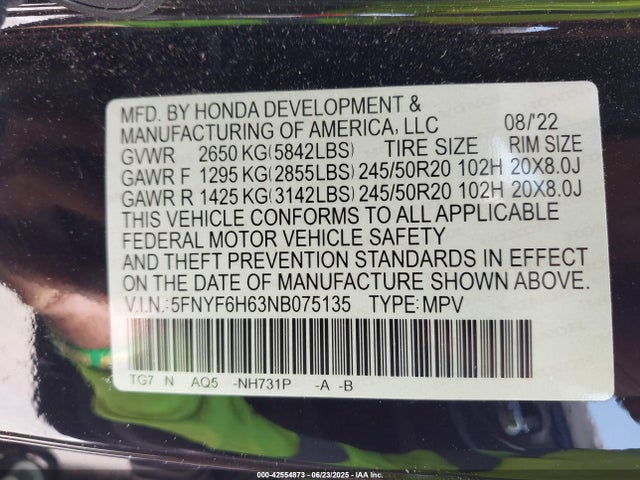 MFD. BY HONDA DEVELOPMENT &
MANUFACTURING OF AMERICA, LLC 08/'22
GVWR 2650 KG(5842LBS) TIRE SIZE RIM SIZE
GAWR F 1295 KG(2855LBS) 245/50R20 102H 20X8.0J
GAWR R 1425 KG(3142LBS) 245/50R20 102H 20X8.0J
THIS VEHICLE CONFORMS TO ALL APPLICABLE
FEDERAL MOTOR VEHICLE SAFETY
AND THEFT PREVENTION STANDARDS IN EFFECT
ON THE DATE OF MANUFACTURE SHOWN ABOVE.
V.I.N.:5FNYF6H63NB075135 TYPE:MPV
TG7 N AQ5 -NH731P -A -B
000-42554873 - 06/23/2025 - IAA Inc.